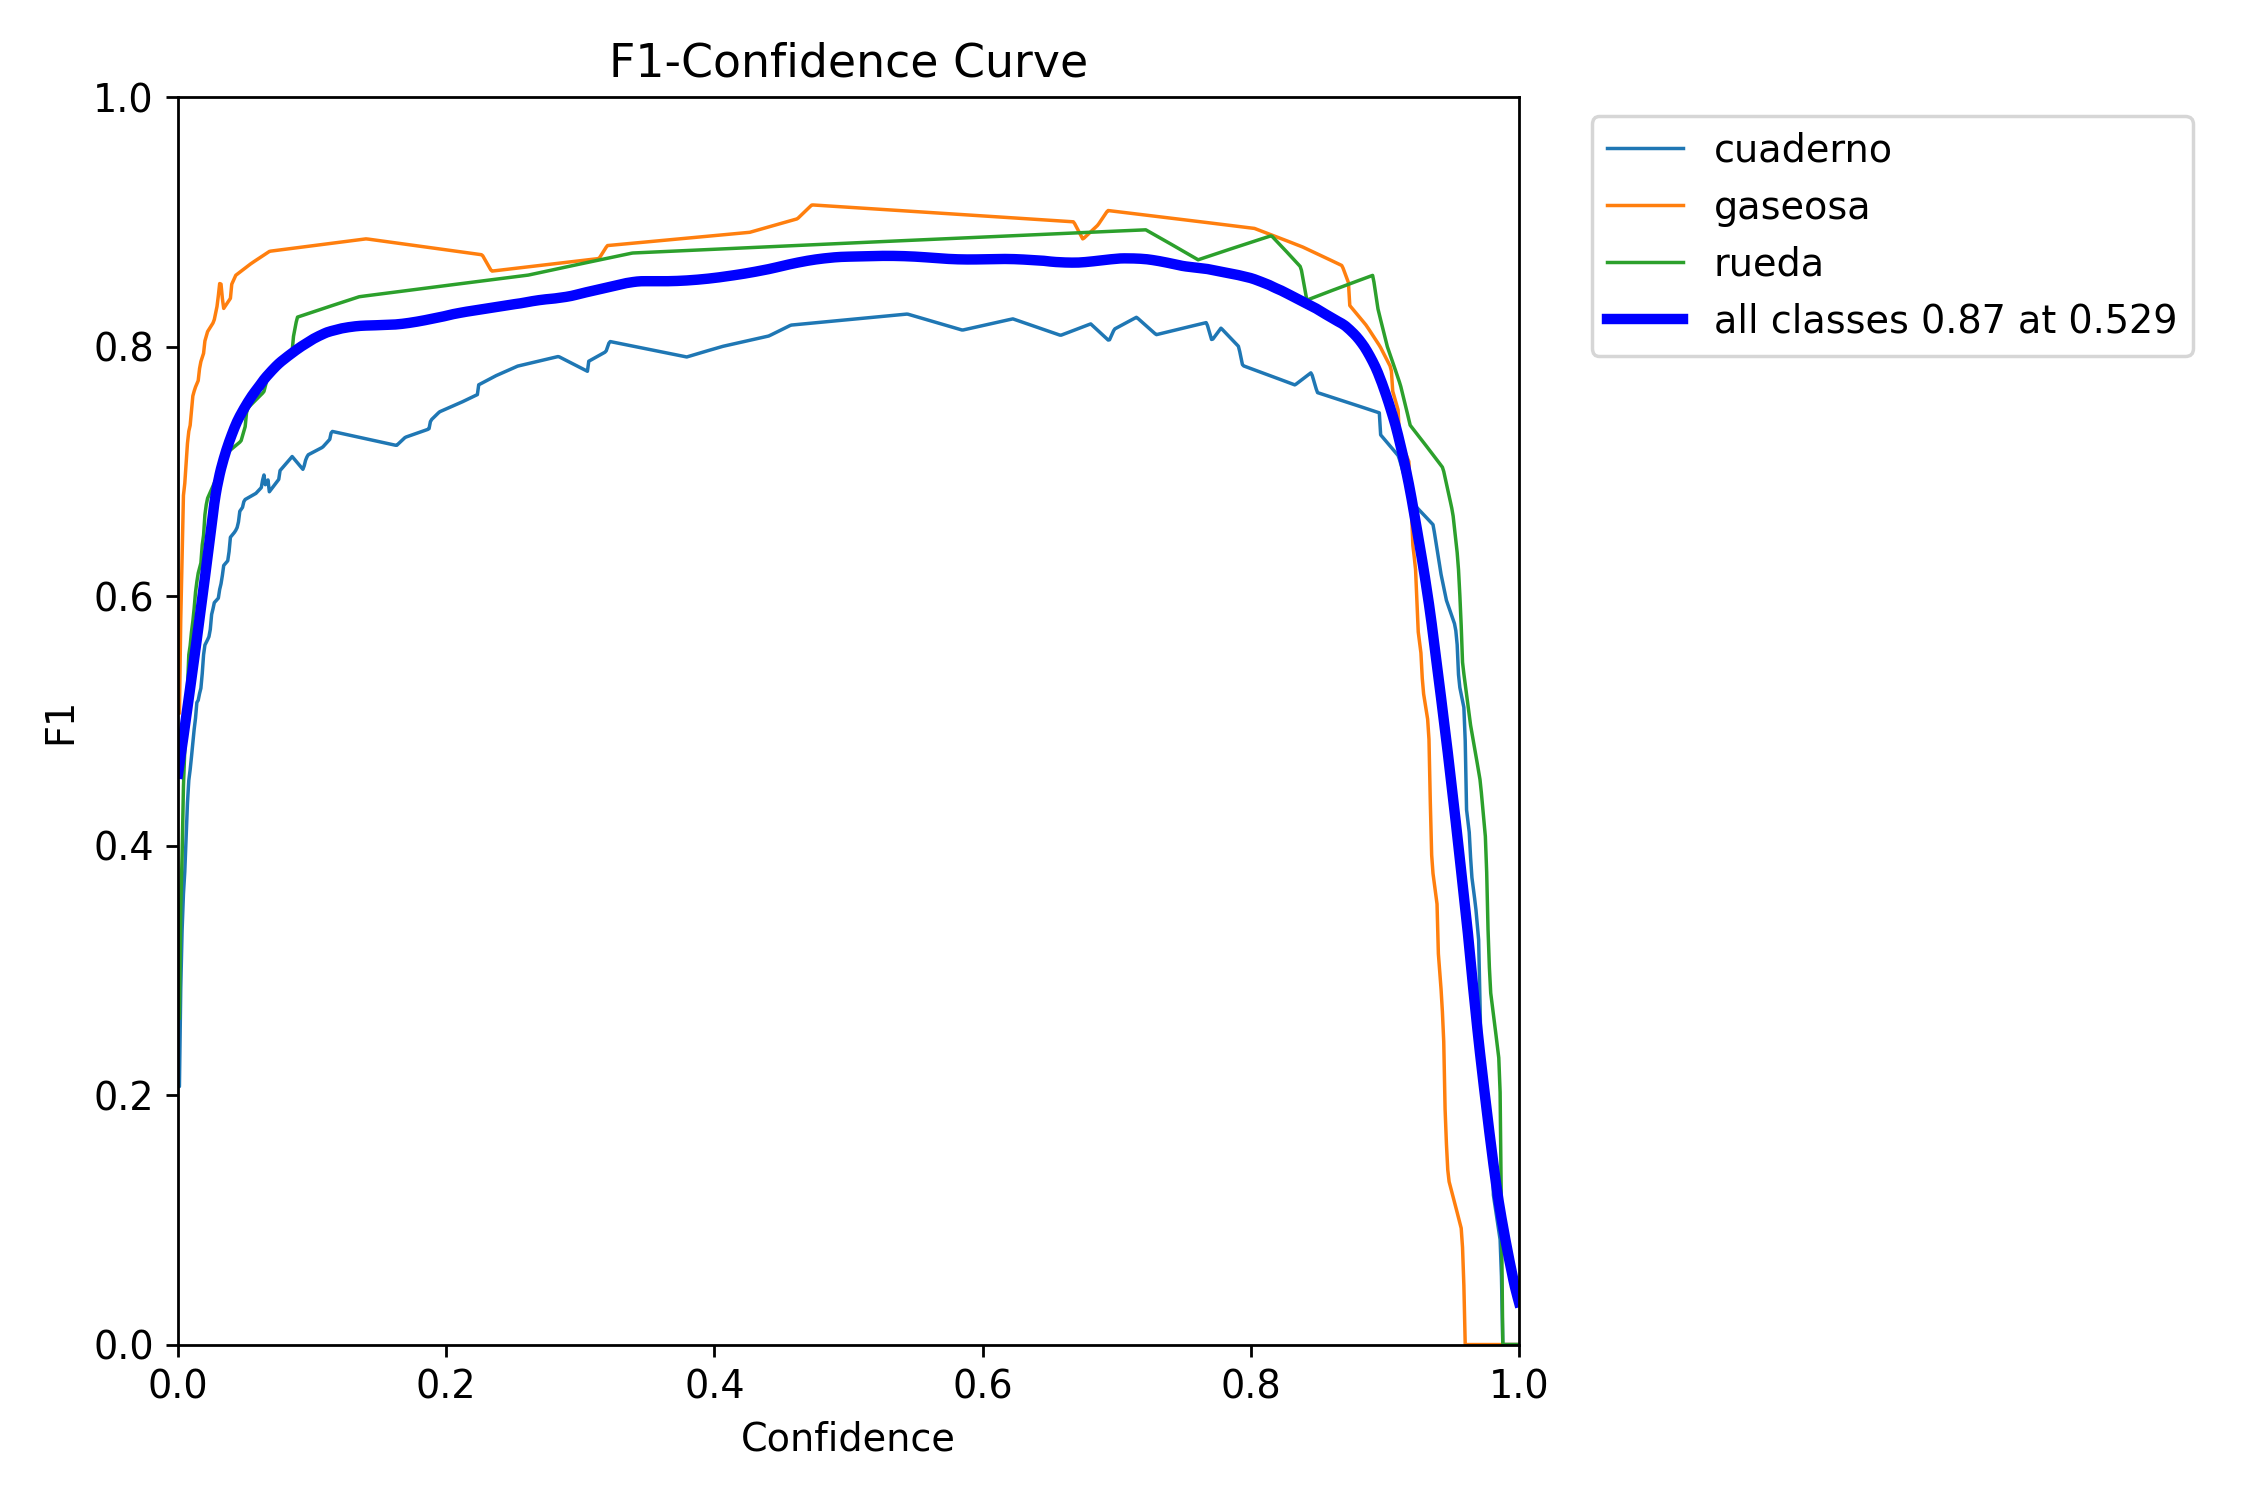 F1-Confidence Curve
1.0
0.8
0.6
0.4
0.2
0.0
F1
0.0 0.2 0.4 0.6 0.8 1.0
Confidence
cuaderno
gaseosa
rueda
all classes 0.87 at 0.529